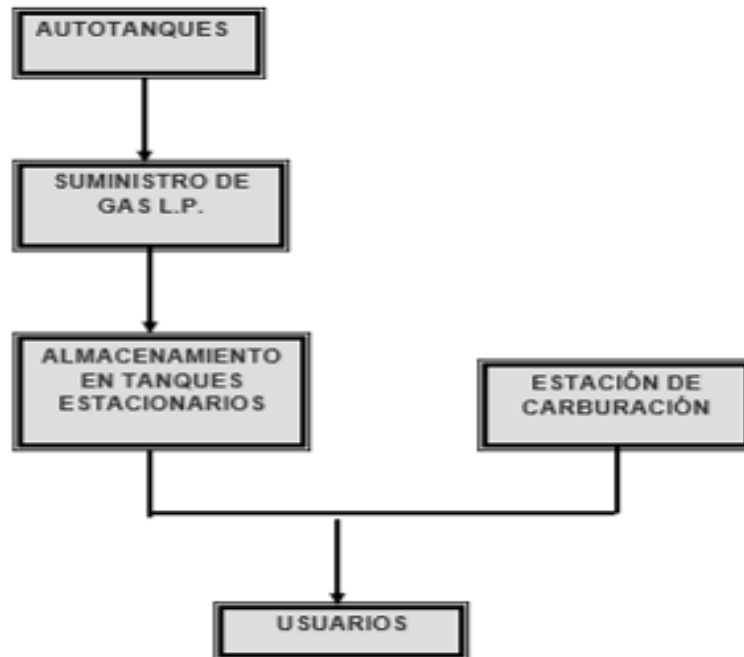 AUTOTANQUES
SUMINISTRO DE
GAS L.P.
ALMACENAMIENTO
EN TANQUES
ESTACIONARIOS
ESTACIÓN DE
CARBURACIÓN
USUARIOS